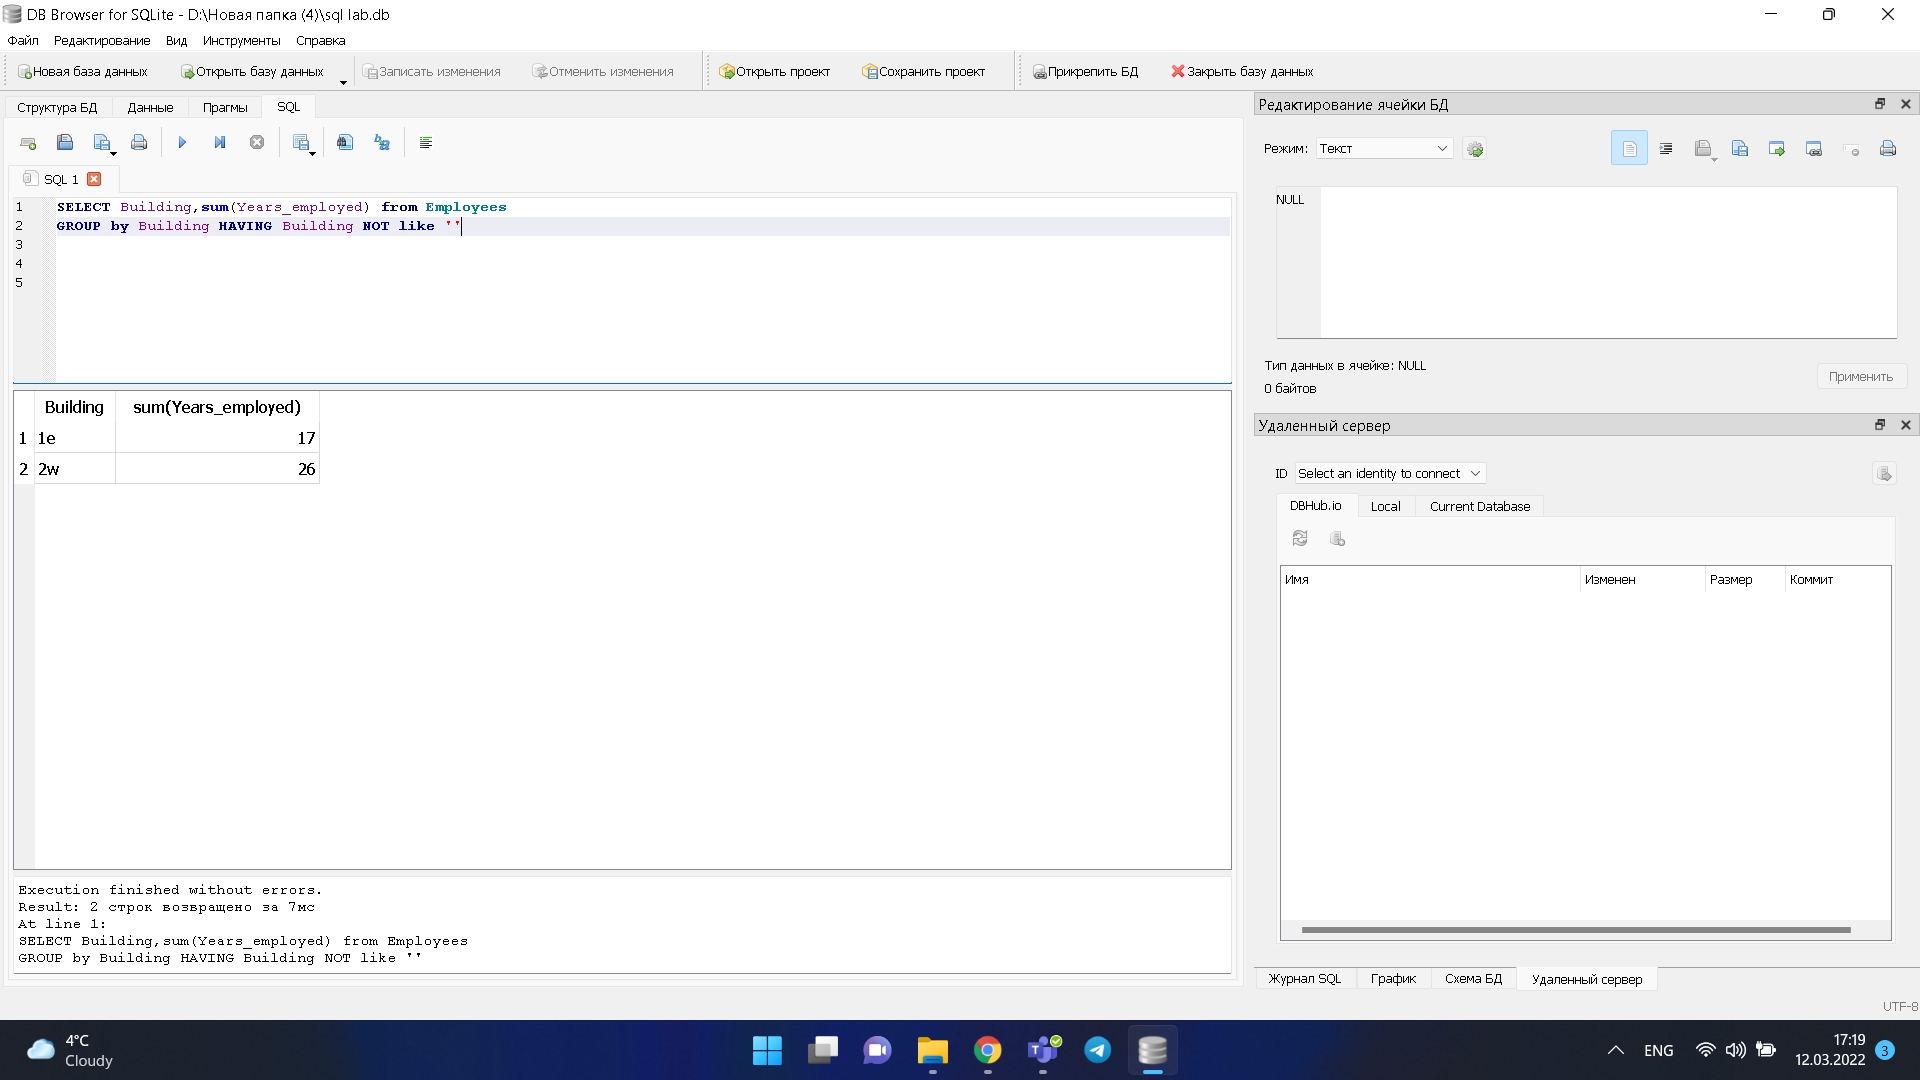 DB Browser for SQLite - D:\Новая папка (4)\sql lab.db
Файл Редактирование Вид Инструменты Справка
Новая база данных Открыть базу данных Записать изменения Отменить изменения Открыть проект Сохранить проект Прикрепить БД Закрыть базу данных
Структура БД Данные Прагмы SQL
SQL 1
1 SELECT Building,sum(Years_employed) from Employees
2 GROUP by Building HAVING Building NOT like ''
3
4
5
Building sum(Years_employed)
1 1e 17
2 2w 26
Execution finished without errors.
Result: 2 строк возвращено за 7мс
At line 1:
SELECT Building,sum(Years_employed) from Employees
GROUP by Building HAVING Building NOT like ''
Редактирование ячейки БД
Режим: Текст
NULL
Тип данных в ячейке: NULL
0 байтов
Применить
Удаленный сервер
ID Select an identity to connect
DBHub.io Local Current Database
Имя Изменен Размер Коммит
Журнал SQL График Схема БД Удаленный сервер
UTF-8
4°C
Cloudy
ENG
17:19
12.03.2022
3